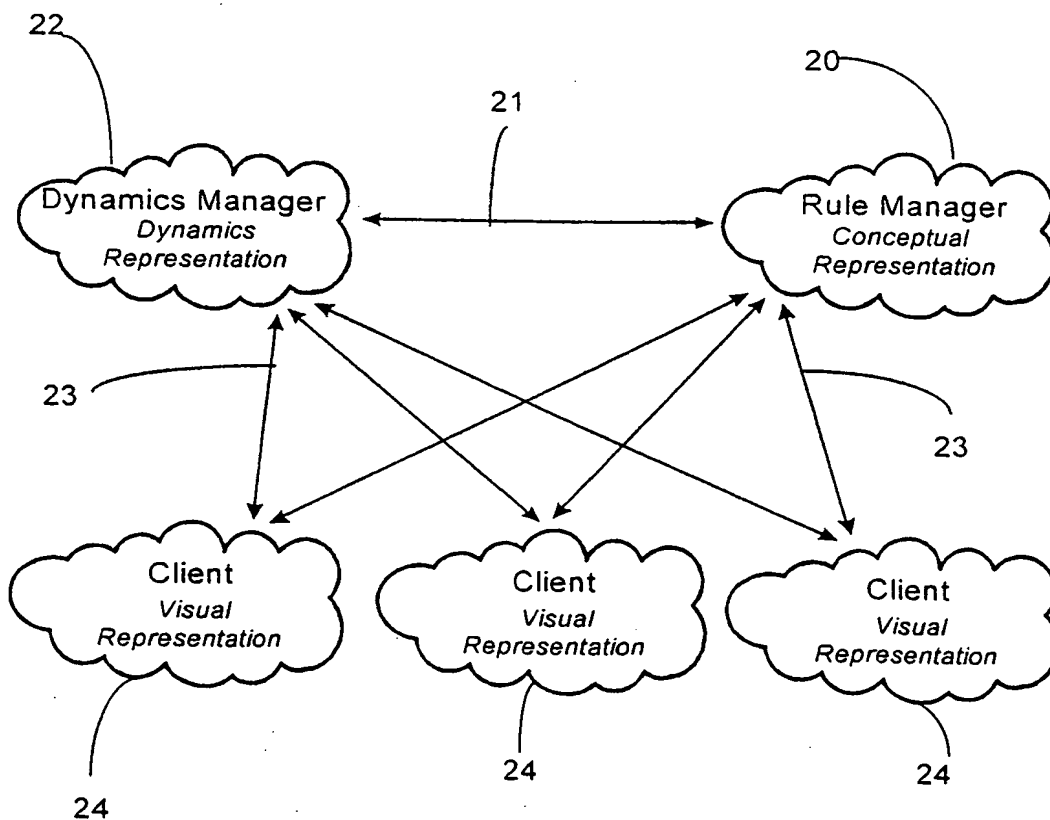 22
20
21
Dynamics Manager
Dynamics
Representation
Rule Manager
Conceptual
Representation
23
23
Client
Visual
Representation
Client
Visual
Representation
Client
Visual
Representation
24
24
24